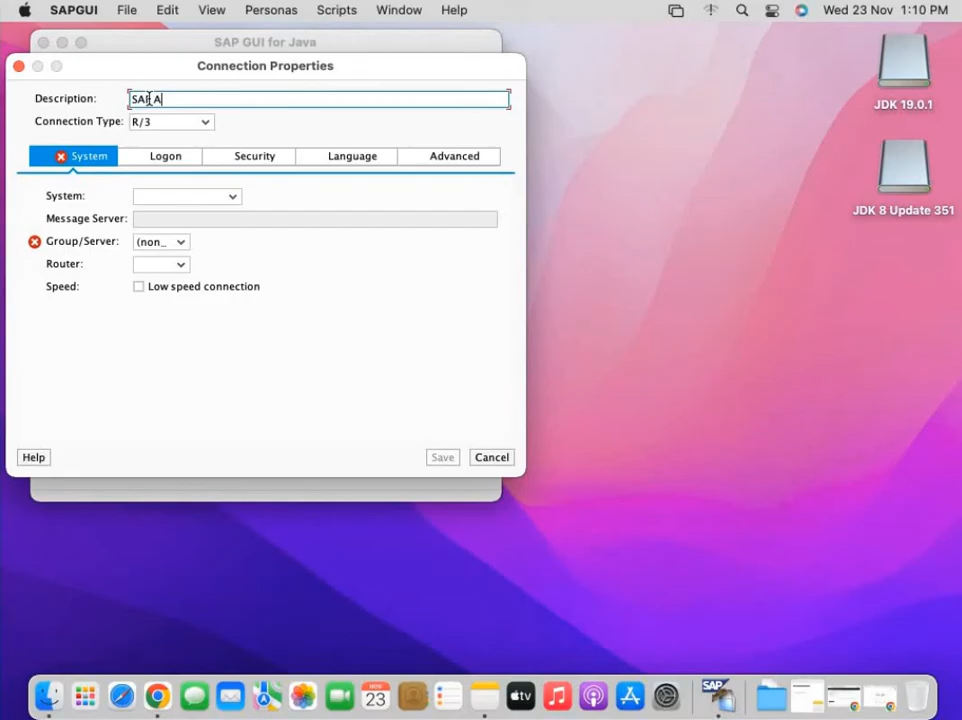 SAPGUI File Edit View Personas Scripts Window Help Wed 23 Nov 1:10 PM
SAP GUI for Java
Connection Properties
Description: SAP A
Connection Type: R/3
System Logon Security Language Advanced
System:
Message Server:
Group/Server: (non_
Router:
Speed: Low speed connection
Help Save Cancel
JDK 19.0.1
JDK 8 Update 351
NOV
23
tv
SAP